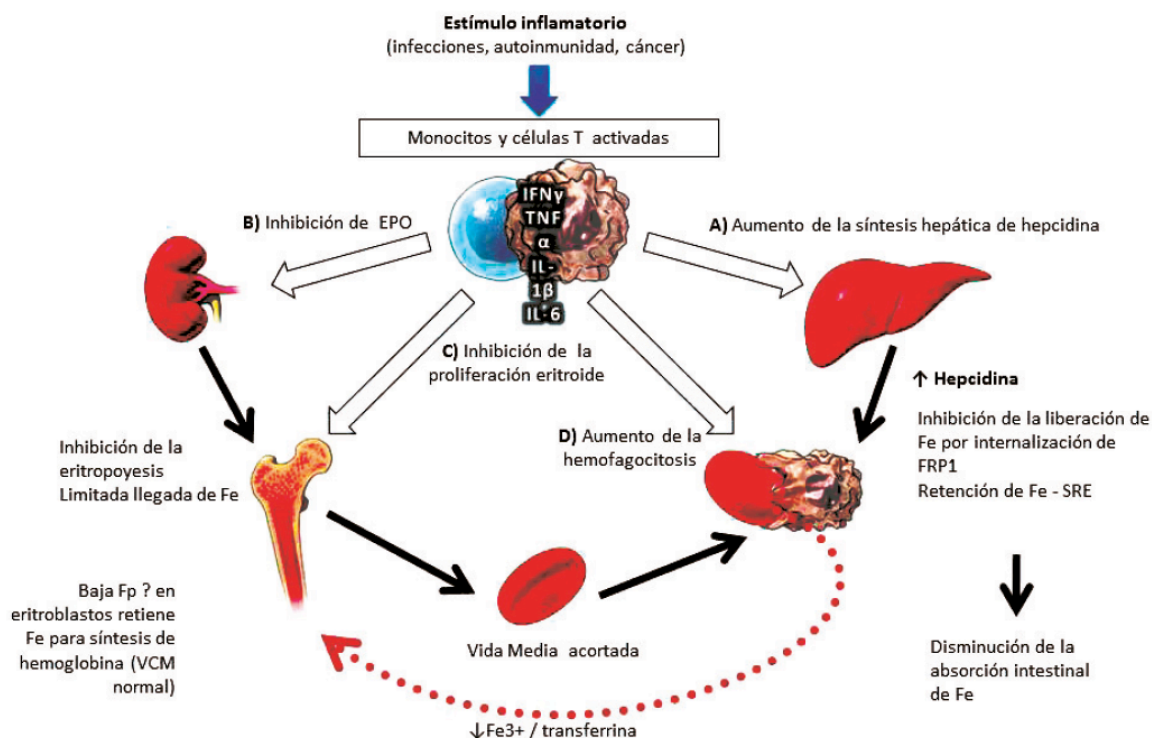 Estímulo inflamatorio
(infecciones, autoinmunidad, cáncer)
Monocitos y células T activadas
IFNγ
TNF
α
IL-
1β
IL-6
B) Inhibición de EPO
A) Aumento de la síntesis hepática de hepcidina
C) Inhibición de la
proliferación eritroide
↑ Hepcidina
Inhibición de la liberación de
Fe por internalización de
FRP1
Retención de Fe - SRE
D) Aumento de la
hemofagocitosis
Inhibición de la
eritropoyesis
Limitada llegada de Fe
Baja Fp ? en
eritroblastos retiene
Fe para síntesis de
hemoglobina (VCM
normal)
Vida Media acortada
Disminución de la
absorción intestinal
de Fe
↓Fe3+ / transferrina